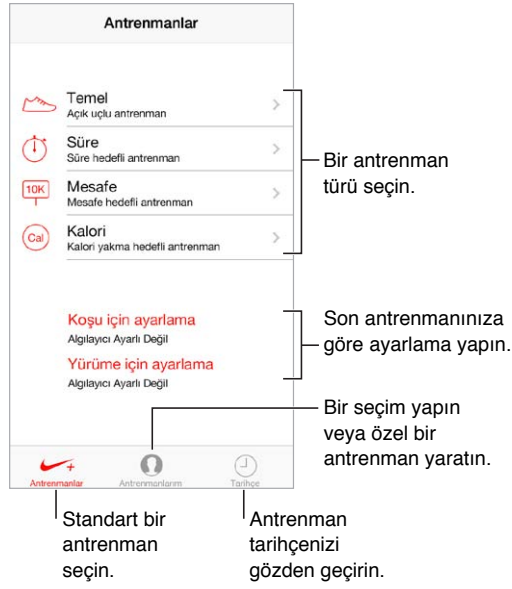 Antrenmanlar
Temel
Açık uçlu antrenman
Süre
Süre hedefli antrenman
10K
Mesafe
Mesafe hedefli antrenman
Cal
Kalori
Kalori yakma hedefli antrenman
Bir antrenman
türü seçin.
Koşu için ayarlama
Algılayıcı Ayarlı Değil
Yürüme için ayarlama
Algılayıcı Ayarlı Değil
Son antrenmanınıza
göre ayarlama yapın.
Bir seçim yapın
veya özel bir
antrenman yaratın.
Antrenmanlar
Antrenmanlarım
Tarihçe
Standart bir
antrenman
seçin.
Antrenman
tarihçenizi
gözden geçirin.